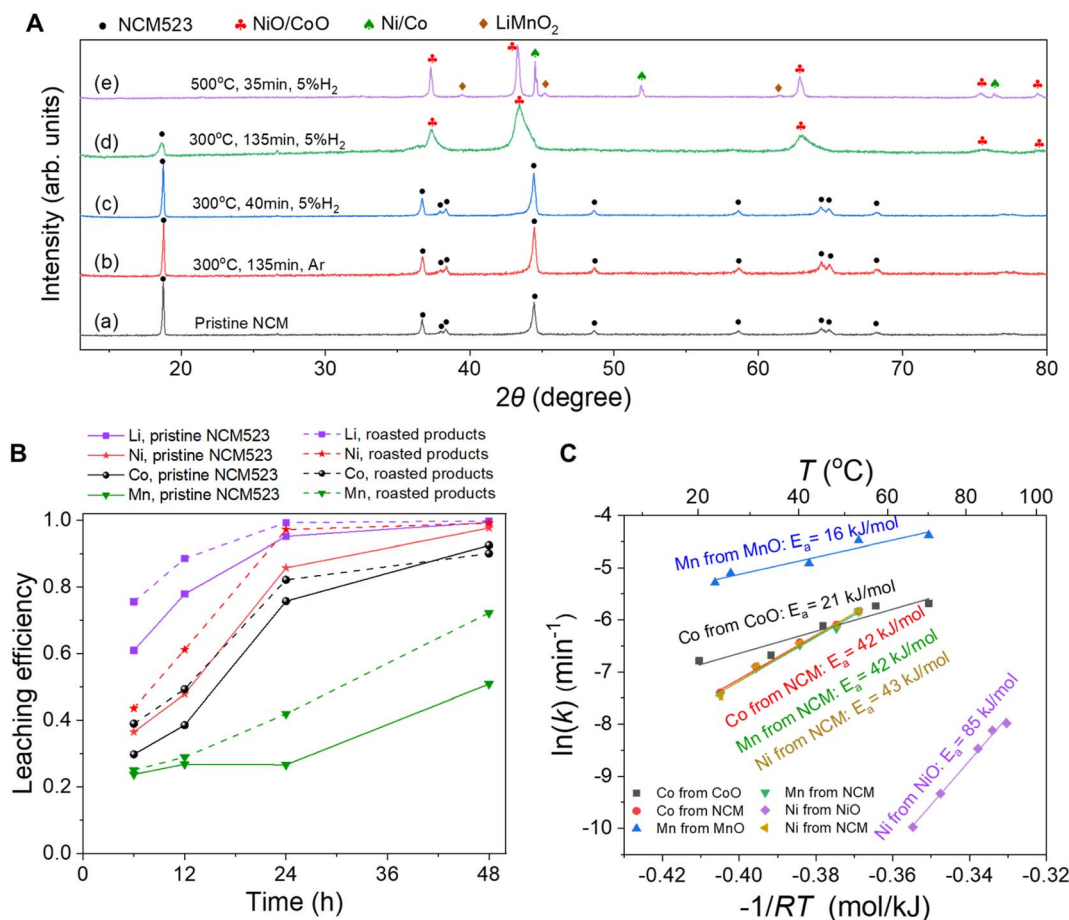 A
NCM523 NiO/CoO Ni/Co LiMnO₂
Intensity (arb. units)
(e) 500°C, 35min, 5%H₂
(d) 300°C, 135min, 5%H₂
(c) 300°C, 40min, 5%H₂
(b) 300°C, 135min, Ar
(a) Pristine NCM
20 30 40 50 60 70 80
2θ (degree)
B
Li, pristine NCM523 Li, roasted products
Ni, pristine NCM523 Ni, roasted products
Co, pristine NCM523 Co, roasted products
Mn, pristine NCM523 Mn, roasted products
Leaching efficiency
1.0
0.8
0.6
0.4
0.2
0.0
0 12 24 36 48
Time (h)
C
T (°C)
20 40 60 80 100
ln(k) (min⁻¹)
-4
-5
-6
-7
-8
-9
-10
Mn from MnO: Eₐ= 16 kJ/mol
Co from CoO: Eₐ= 21 kJ/mol
Co from NCM: Eₐ= 42 kJ/mol
Mn from NCM: Eₐ= 42 kJ/mol
Ni from NCM: Eₐ= 43 kJ/mol
Ni from NiO: Eₐ= 85 kJ/mol
Co from CoO Mn from NCM
Co from NCM Ni from NiO
Mn from MnO Ni from NCM
-0.42 -0.40 -0.38 -0.36 -0.34 -0.32
-1/RT (mol/kJ)